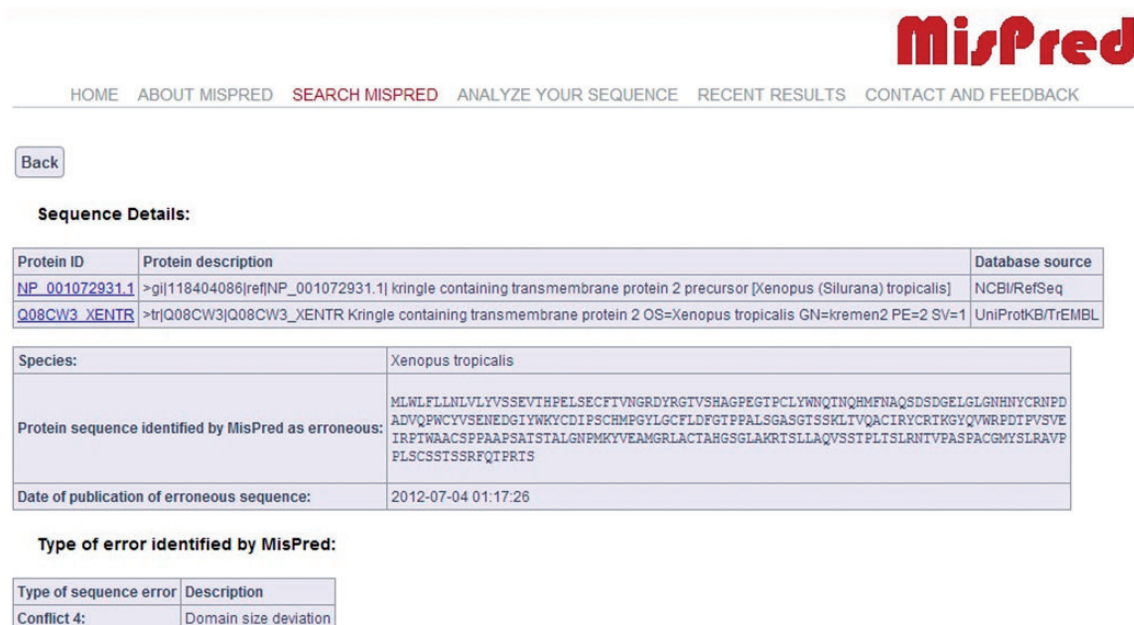 MisPred
HOME ABOUT MISPRED SEARCH MISPRED ANALYZE YOUR SEQUENCE RECENT RESULTS CONTACT AND FEEDBACK
Back
Sequence Details:
Protein ID Protein description Database source
NP_001072931.1 >gi|118404086|ref|NP_001072931.1| kringle containing transmembrane protein 2 precursor [Xenopus (Silurana) tropicalis] NCBI/RefSeq
Q08CW3_XENTR >tr|Q08CW3|Q08CW3_XENTR Kringle containing transmembrane protein 2 OS=Xenopus tropicalis GN=kremen2 PE=2 SV=1 UniProtKB/TrEMBL
Species: Xenopus tropicalis
Protein sequence identified by MisPred as erroneous:
MLWLFLLNLVLYVSSEVTHPELSECFTVNGRDYRGTVSHAGPEGTPCLYWNQTNQHMFNAQSDSDGELGLGNHNYCRNPD
ADVQPWCYVSENEDGIYWKYCDIPSCHMPGYLGCFLDFGTPPALSGASGTSSKLTVQACIRYCRTKGYQVWRPDTPVSVE
IRPTWAACSPPAAPSATSTALGNPMKYVEAMGRLACTAHGSGLAKRTSLLAQVSSTPLTSLRNTVPASPACGMYSLRAVP
PLSCSSTSSRFQTPRTS
Date of publication of erroneous sequence: 2012-07-04 01:17:26
Type of error identified by MisPred:
Type of sequence error Description
Conflict 4: Domain size deviation